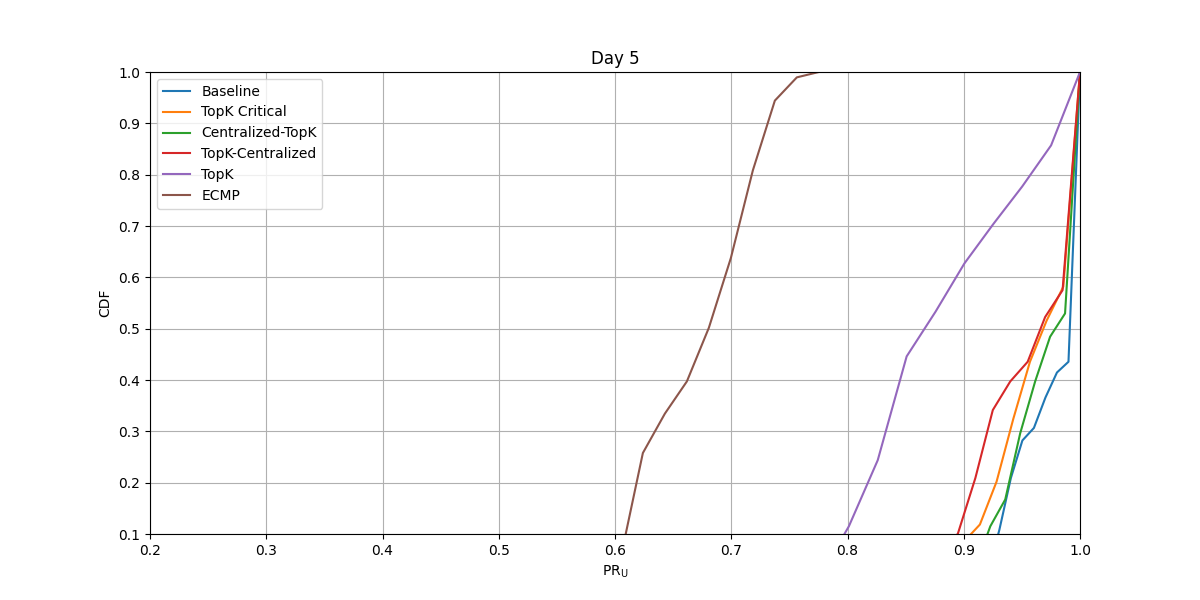 Day 5
1.0
0.9
0.8
0.7
0.6
0.5
0.4
0.3
0.2
0.1
CDF
Baseline
TopK Critical
Centralized-TopK
TopK-Centralized
TopK
ECMP
0.2 0.3 0.4 0.5 0.6 0.7 0.8 0.9 1.0
PR_U